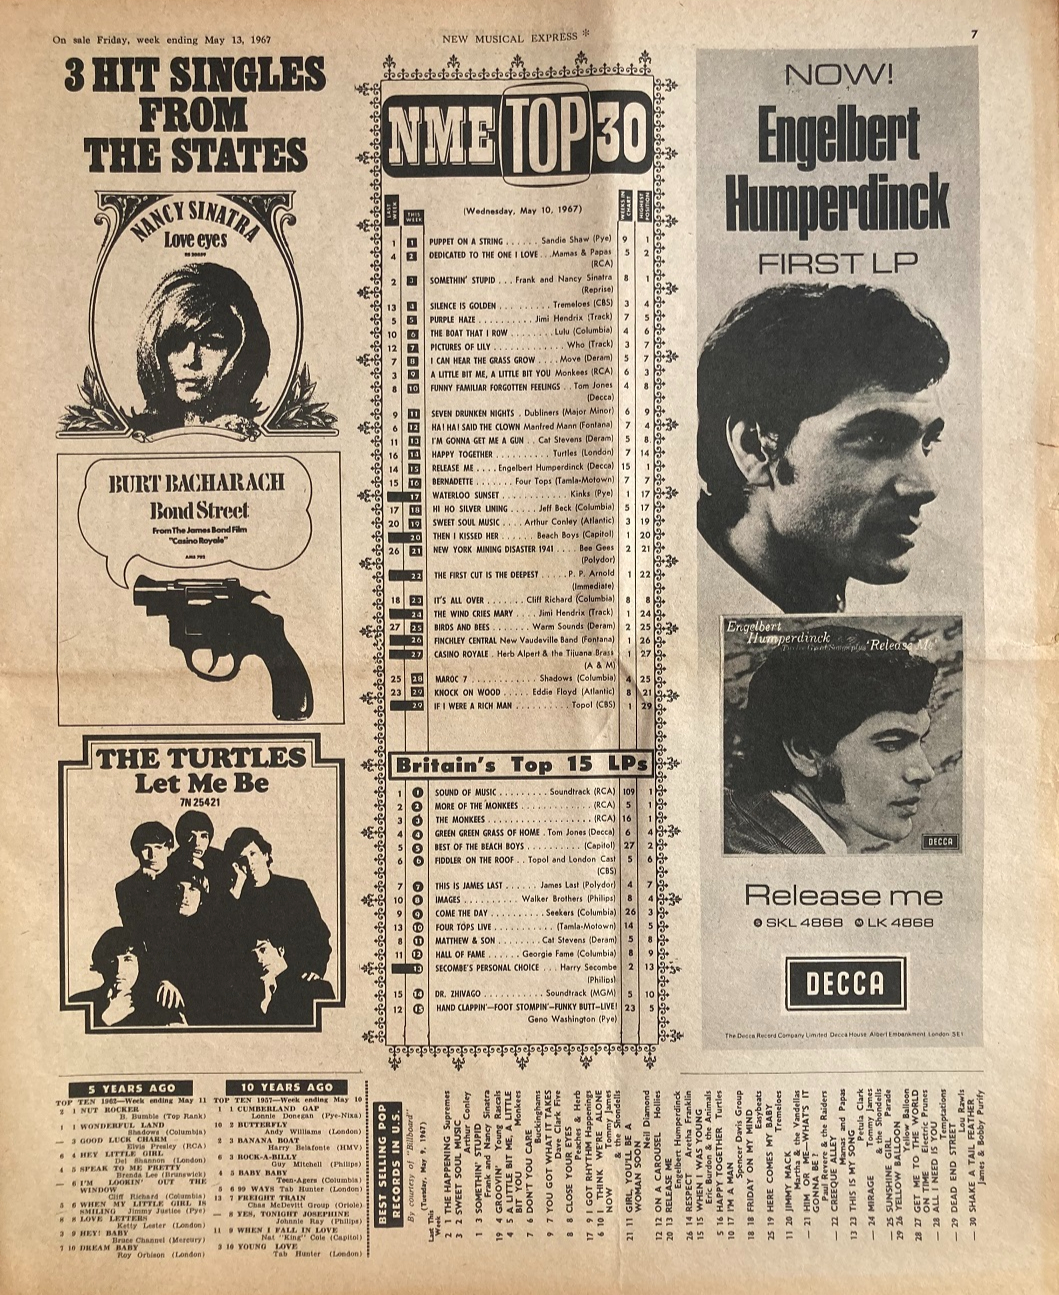 On sale Friday, week ending May 13, 1967
NEW MUSICAL EXPRESS *
7
3 HIT SINGLES
FROM
THE STATES
NANCY SINATRA
Love eyes
BURT BACHARACH
Bond Street
From The James Bond Film
"Casino Royale"
THE TURTLES
Let Me Be
7N 25421
NME TOP 30
LAST WEEK
THIS WEEK
(Wednesday, May 10, 1967)
WEEKS IN CHART
HIGHEST POSITION
1 1 PUPPET ON A STRING ...... Sandie Shaw (Pye) 9 1
4 2 DEDICATED TO THE ONE I LOVE ... Mamas & Papas 5 2
(RCA)
2 3 SOMETHIN' STUPID ... Frank and Nancy Sinatra 8 1
(Reprise)
13 4 SILENCE IS GOLDEN ......... Tremeloes (CBS) 3 4
5 5 PURPLE HAZE .......... Jimi Hendrix (Track) 7 5
10 6 THE BOAT THAT I ROW ........ Lulu (Columbia) 4 6
12 7 PICTURES OF LILY ............. Who (Track) 3 7
7 8 I CAN HEAR THE GRASS GROW .... Move (Deram) 5 7
3 9 A LITTLE BIT ME, A LITTLE BIT YOU Monkees (RCA) 6 3
8 10 FUNNY FAMILIAR FORGOTTEN FEELINGS .. Tom Jones 4 8
(Decca)
9 11 SEVEN DRUNKEN NIGHTS . Dubliners (Major Minor) 6 9
6 12 HA! HA! SAID THE CLOWN Manfred Mann (Fontana) 7 4
11 13 I'M GONNA GET ME A GUN .. Cat Stevens (Deram) 5 8
16 14 HAPPY TOGETHER .......... Turtles (London) 7 14
14 15 RELEASE ME .... Engelbert Humperdinck (Decca) 15 1
15 16 BERNADETTE ....... Four Tops (Tamla-Motown) 7 7
17 WATERLOO SUNSET ............ Kinks (Pye) 1 17
17 18 HI HO SILVER LINING ..... Jeff Beck (Columbia) 5 17
20 19 SWEET SOUL MUSIC .... Arthur Conley (Atlantic) 3 19
20 THEN I KISSED HER ....... Beach Boys (Capitol) 1 20
26 21 NEW YORK MINING DISASTER 1941 .... Bee Gees 2 21
(Polydor)
22 THE FIRST CUT IS THE DEEPEST ..... P. P. Arnold 1 22
(Immediate)
18 23 IT'S ALL OVER ........ Cliff Richard (Columbia) 8 8
24 THE WIND CRIES MARY .... Jimi Hendrix (Track) 1 24
27 25 BIRDS AND BEES ....... Warm Sounds (Deram) 2 25
26 FINCHLEY CENTRAL New Vaudeville Band (Fontana) 1 26
27 CASINO ROYALE . Herb Alpert & the Tijuana Brass 1 27
(A & M)
25 28 MAROC 7 ............ Shadows (Columbia) 4 25
23 29 KNOCK ON WOOD .... Eddie Floyd (Atlantic) 8 21
29 IF I WERE A RICH MAN .......... Topol (CBS) 1 29
Britain's Top 15 LPs
1 1 SOUND OF MUSIC ......... Soundtrack (RCA) 109 1
2 2 MORE OF THE MONKEES ............. (RCA) 5 1
3 3 THE MONKEES ................... (RCA) 16 1
4 4 GREEN GREEN GRASS OF HOME . Tom Jones (Decca) 6 4
5 5 BEST OF THE BEACH BOYS ........... (Capitol) 27 2
6 6 FIDDLER ON THE ROOF .. Topol and London Cast 5 6
(CBS)
7 7 THIS IS JAMES LAST ...... James Last (Polydor) 4 7
10 8 IMAGES ......... Walker Brothers (Philips) 8 4
9 9 COME THE DAY ......... Seekers (Columbia) 26 3
13 10 FOUR TOPS LIVE ........... (Tamla-Motown) 14 5
8 11 MATTHEW & SON ........ Cat Stevens (Deram) 5 8
11 12 HALL OF FAME ...... Georgie Fame (Columbia) 8 9
13 SECOMBE'S PERSONAL CHOICE ... Harry Secombe 2 13
(Philips)
15 14 DR. ZHIVAGO ............ Soundtrack (MGM) 5 10
12 15 HAND CLAPPIN'—FOOT STOMPIN'—FUNKY BUTT—LIVE! 23 5
Geno Washington (Pye)
NOW!
Engelbert
Humperdinck
FIRST LP
Engelbert
Humperdinck
'Release Me'
DECCA
Release me
SKL 4868 LK 4868
DECCA
The Decca Record Company Limited Decca House Albert Embankment London SE1
5 YEARS AGO
TOP TEN 1962—Week ending May 11
2 1 NUT ROCKER
B. Bumble (Top Rank)
1 WONDERFUL LAND
Shadows (Columbia)
— 3 GOOD LUCK CHARM
Elvis Presley (RCA)
6 4 HEY LITTLE GIRL
Del Shannon (London)
4 5 SPEAK TO ME PRETTY
Brenda Lee (Brunswick)
— 6 I'M LOOKIN' OUT THE
WINDOW
Cliff Richard (Columbia)
5 6 WHEN MY LITTLE GIRL IS
SMILING Jimmy Justice (Pye)
8 LOVE LETTERS
Ketty Lester (London)
3 9 HEY! BABY
Bruce Channel (Mercury)
7 10 DREAM BABY
Roy Orbison (London)
10 YEARS AGO
TOP TEN 1957—Week ending May 10
1 1 CUMBERLAND GAP
Lonnie Donegan (Pye-Nixa)
10 2 BUTTERFLY
Andy Williams (London)
2 3 BANANA BOAT
Harry Belafonte (HMV)
6 3 ROCK-A-BILLY
Guy Mitchell (Philips)
4 5 BABY BABY
Teen-Agers (Columbia)
5 6 99 WAYS Tab Hunter (London)
13 7 FREIGHT TRAIN
Chas McDevitt Group (Oriole)
— 8 YES, TONIGHT JOSEPHINE
Johnnie Ray (Philips)
11 9 WHEN I FALL IN LOVE
Nat "King" Cole (Capitol)
3 10 YOUNG LOVE
Tab Hunter (London)
BEST SELLING POP
RECORDS IN U.S.
By courtesy of "Billboard"
(Tuesday, May 9, 1967)
Last This
Week
2 1 THE HAPPENING Supremes
3 2 SWEET SOUL MUSIC
Arthur Conley
1 3 SOMETHIN' STUPID
Frank and Nancy Sinatra
19 4 GROOVIN' Young Rascals
4 5 A LITTLE BIT ME, A LITTLE
BIT YOU Monkees
7 6 DON'T YOU CARE
Buckinghams
9 7 YOU GOT WHAT IT TAKES
Dave Clark Five
8 8 CLOSE YOUR EYES
Peaches & Herb
17 9 I GOT RHYTHM Happenings
6 10 I THINK WE'RE ALONE
NOW Tommy James
& the Shondells
21 11 GIRL, YOU'LL BE A
WOMAN SOON
Neil Diamond
12 12 ON A CAROUSEL Hollies
20 13 RELEASE ME
Engelbert Humperdinck
26 14 RESPECT Aretha Franklin
15 15 WHEN I WAS YOUNG
Eric Burdon & the Animals
5 16 HAPPY TOGETHER Turtles
10 17 I'M A MAN
Spencer Davis Group
18 18 FRIDAY ON MY MIND
Easybeats
25 19 HERE COMES MY BABY
Tremeloes
11 20 JIMMY MACK
Martha & the Vandellas
— 21 HIM OR ME—WHAT'S IT
GONNA BE?
Paul Revere & the Raiders
— 22 CREEQUE ALLEY
Mamas and Papas
13 23 THIS IS MY SONG
Petula Clark
— 24 MIRAGE Tommy James
& the Shondells
— 25 SUNSHINE GIRL Parade
29 26 YELLOW BALLOON
Yellow Balloon
28 27 GET ME TO THE WORLD
ON TIME Electric Prunes
— 28 ALL I NEED IS YOU
Temptations
— 29 DEAD END STREET
Lou Rawls
— 30 SHAKE A TAIL FEATHER
James & Bobby Purify